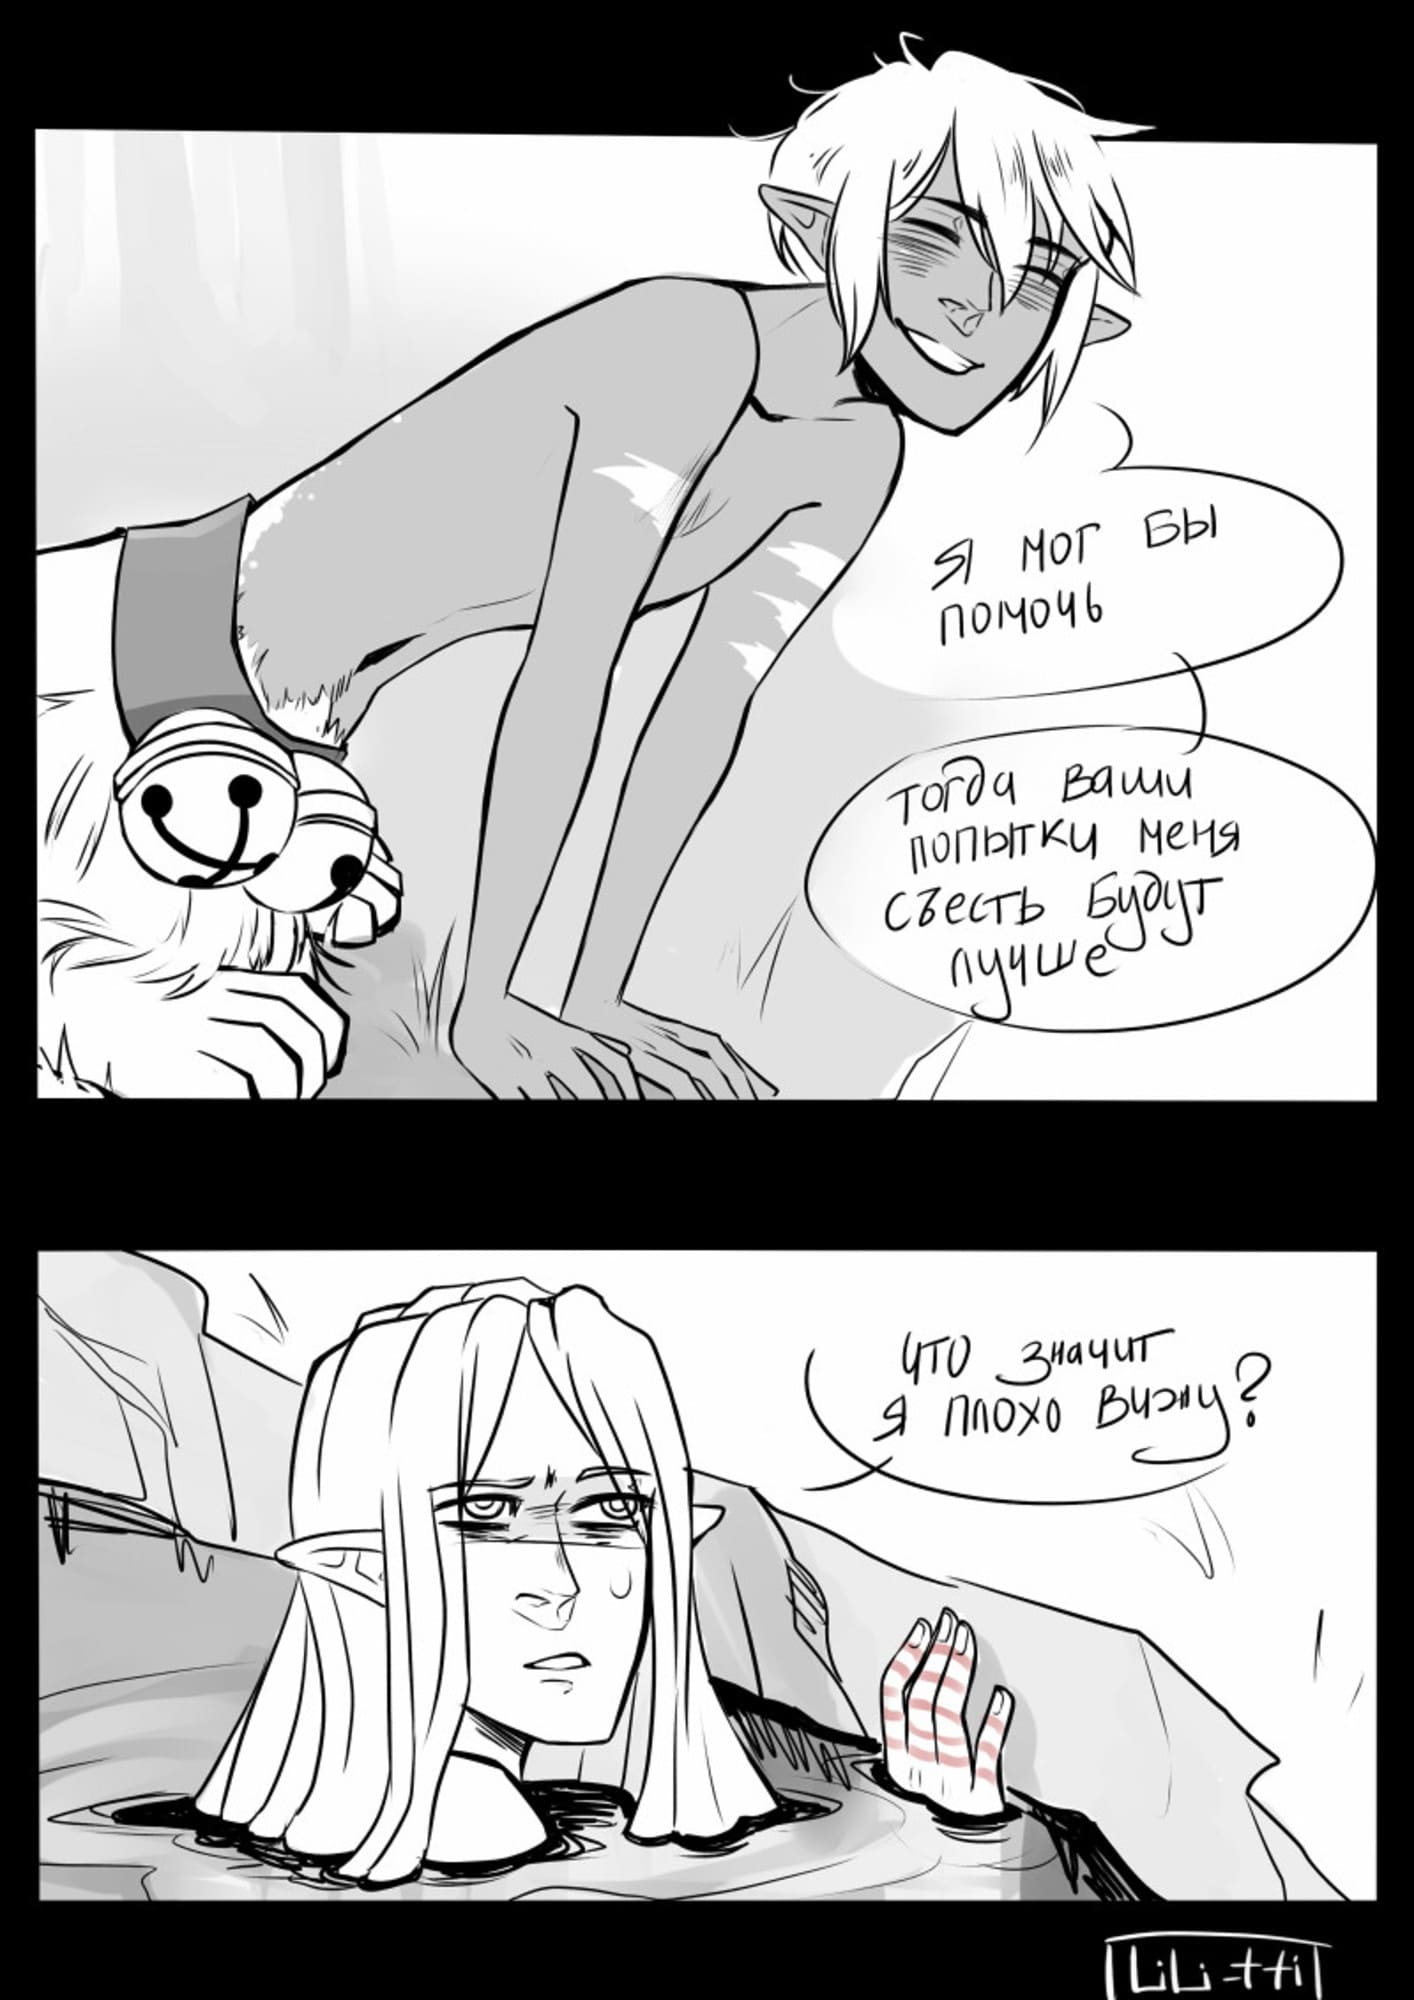 Я МОГ БЫ
ПОМОЧЬ
ТОГДА ВАШИ
ПОПЫТКИ МЕНЯ
СЪЕСТЬ БУДУТ
ЛУЧШЕ
ЧТО ЗНАЧИТ
Я ПЛОХО ВИЖУ?
LiLi-tti